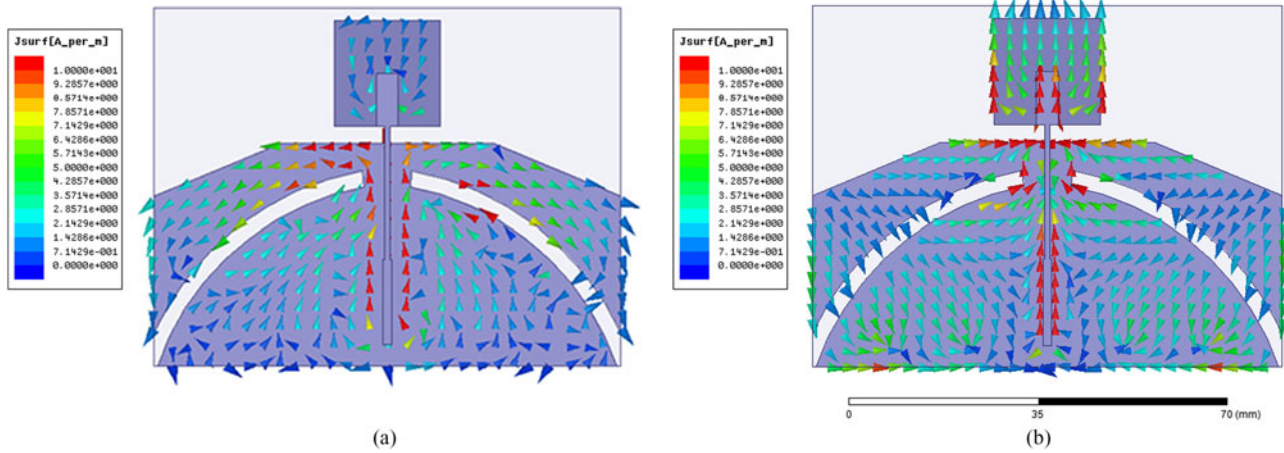 Jsurf[A_per_m]
1.0000e+001
9.2857e+000
8.5714e+000
7.8571e+000
7.1429e+000
6.4286e+000
5.7143e+000
5.0000e+000
4.2857e+000
3.5714e+000
2.8571e+000
2.1429e+000
1.4286e+000
7.1429e-001
0.0000e+000
Jsurf[A_per_m]
1.0000e+001
9.2857e+000
8.5714e+000
7.8571e+000
7.1429e+000
6.4286e+000
5.7143e+000
5.0000e+000
4.2857e+000
3.5714e+000
2.8571e+000
2.1429e+000
1.4286e+000
7.1429e-001
0.0000e+000
0 35 70 (mm)
(a) (b)